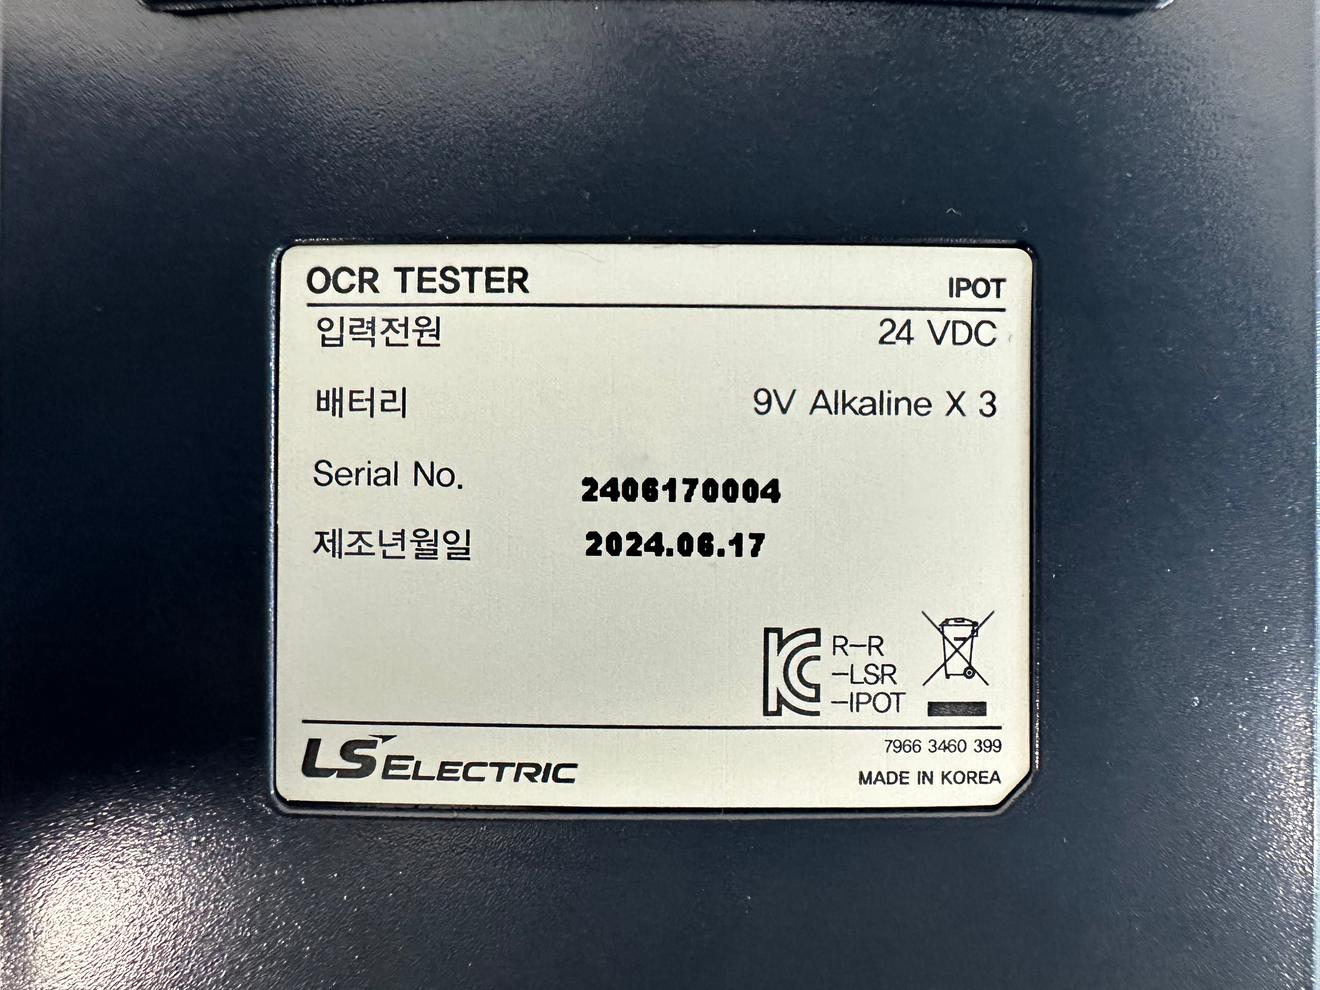 OCR TESTER IPOT
입력전원 24 VDC
배터리 9V Alkaline X 3
Serial No. 2406170004
제조년월일 2024.06.17
R-R
-LSR
-IPOT
7966 3460 399
LS ELECTRIC MADE IN KOREA